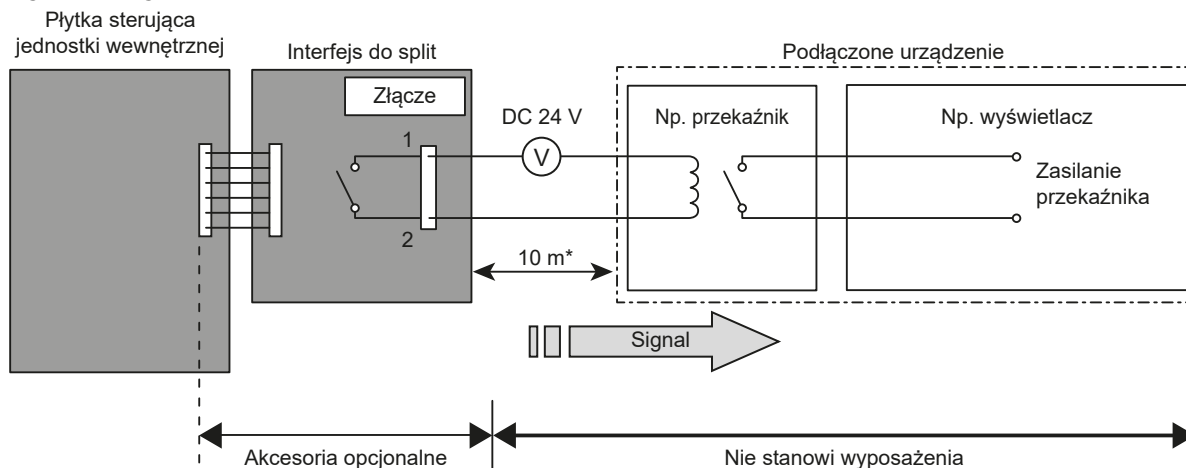 Płytka sterująca
jednostki wewnętrznej
Interfejs do split
Podłączone urządzenie
Złącze
DC 24 V
Np. przekaźnik
Np. wyświetlacz
1
V
Zasilanie
przekaźnika
2
10 m*
Signal
Akcesoria opcjonalne
Nie stanowi wyposażenia